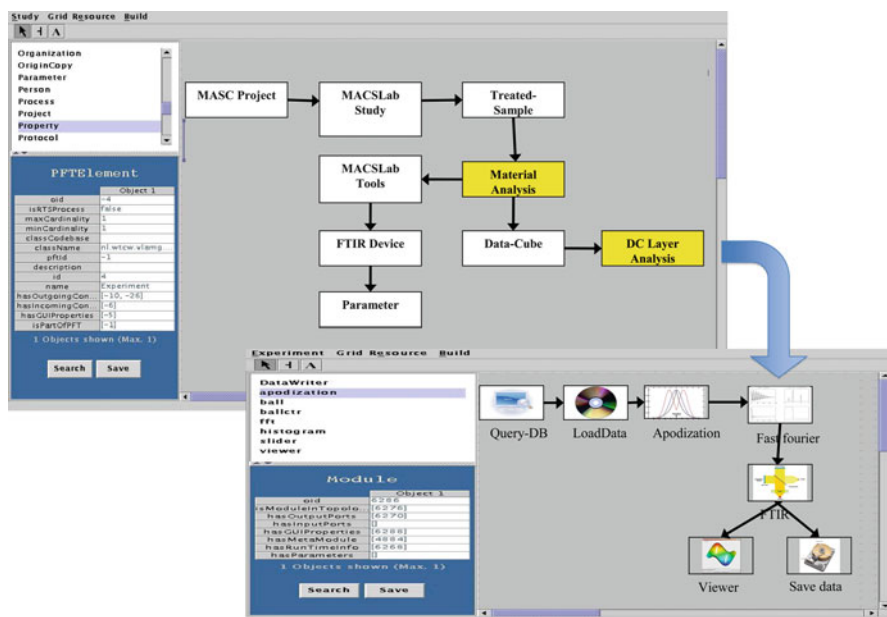 Study Grid Resource Build
A
Organization
OriginCopy
Parameter
Person
Process
Project
Property
Protocol
PFTElement
Object 1
oid -4
isRTSProcess False
maxCardinality 1
minCardinality 1
classCodebase
className nl.wtcw.vlamg...
pftId -1
description
id 4
name Experiment
hasOutgoingCon... [-10, -26]
hasIncomingCon... [-6]
hasGUIProperties [-5]
isPartOfPFT [-1]
1 Objects shown (Max. 1)
Search Save
MASC Project
MACSLab
Study
Treated-
Sample
MACSLab
Tools
Material
Analysis
FTIR Device
Data-Cube
DC Layer
Analysis
Parameter
Experiment Grid Resource Build
A
DataWriter
apodization
ball
ballctr
fft
histogram
slider
viewer
Module
Object 1
oid 6286
isModuleInTopolo... [6276]
hasOutputPorts [6270]
hasInputPorts []
hasGUIProperties [6288]
hasMetaModule [4884]
hasRunTimeInfo [6268]
hasParameters []
1 Objects shown (Max. 1)
Search Save
Query-DB
LoadData
Apodization
Fast fourier
FTIR
Viewer
Save data